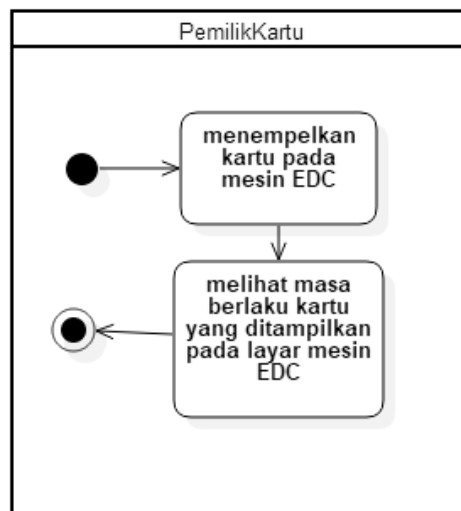 PemilikKartu
menempelkan
kartu pada
mesin EDC
melihat masa
berlaku kartu
yang ditampilkan
pada layar mesin
EDC